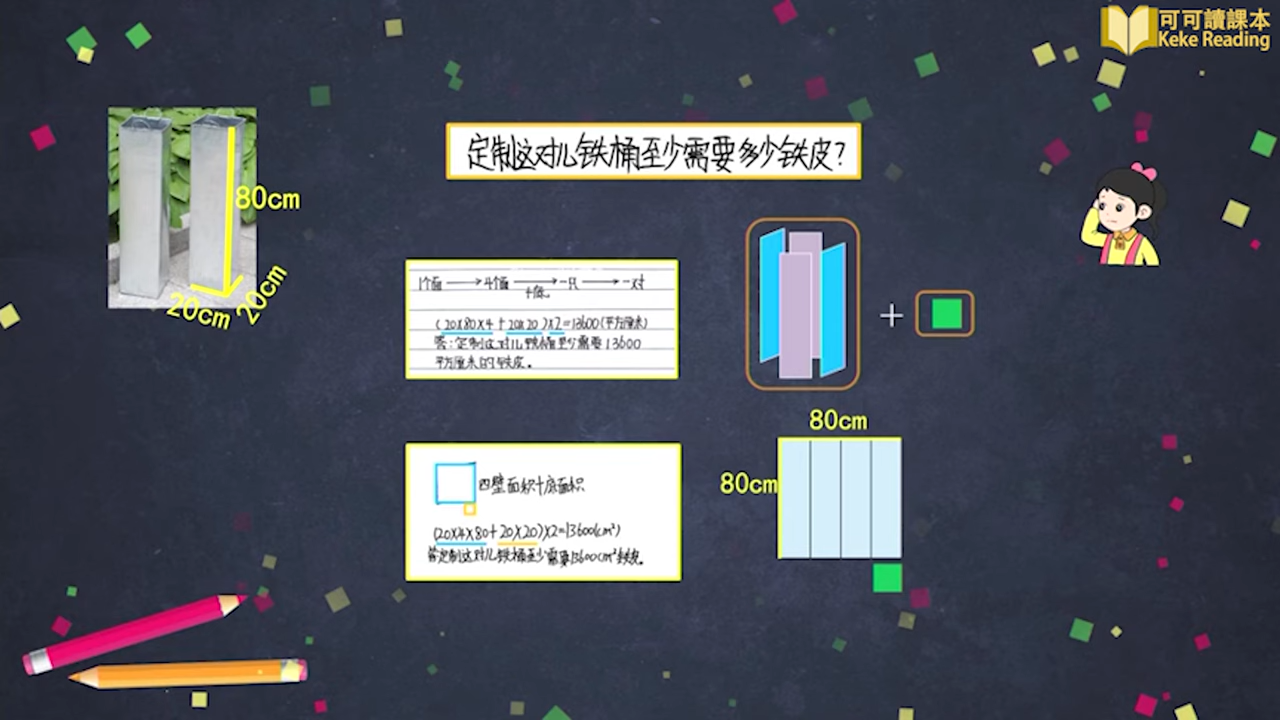 可可讀課本
Keke Reading
定制这对儿铁桶至少需要多少铁皮?
80cm
20cm
20cm
1个面 → 4个面 → 一只 → 一对
+底
(20×80×4+20×20)×2=13600(平方厘米)
答:定制这对儿铁桶至少需要13600
平方厘米的铁皮。
+
80cm
80cm
四壁面积+底面积
(20×4×80+20×20)×2=13600(cm²)
答定制这对儿铁桶至少需要13600cm²铁皮。